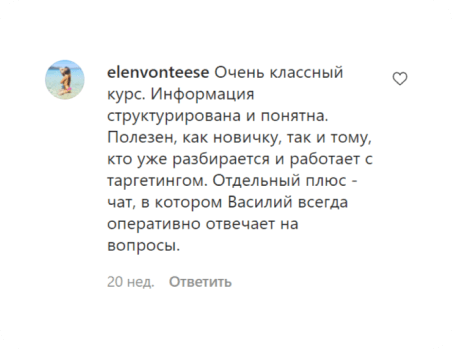 elenvonteese Очень классный
курс. Информация
структурирована и понятна.
Полезен, как новичку, так и тому,
кто уже разбирается и работает с
таргетингом. Отдельный плюс -
чат, в котором Василий всегда
оперативно отвечает на
вопросы.
20 нед. Ответить